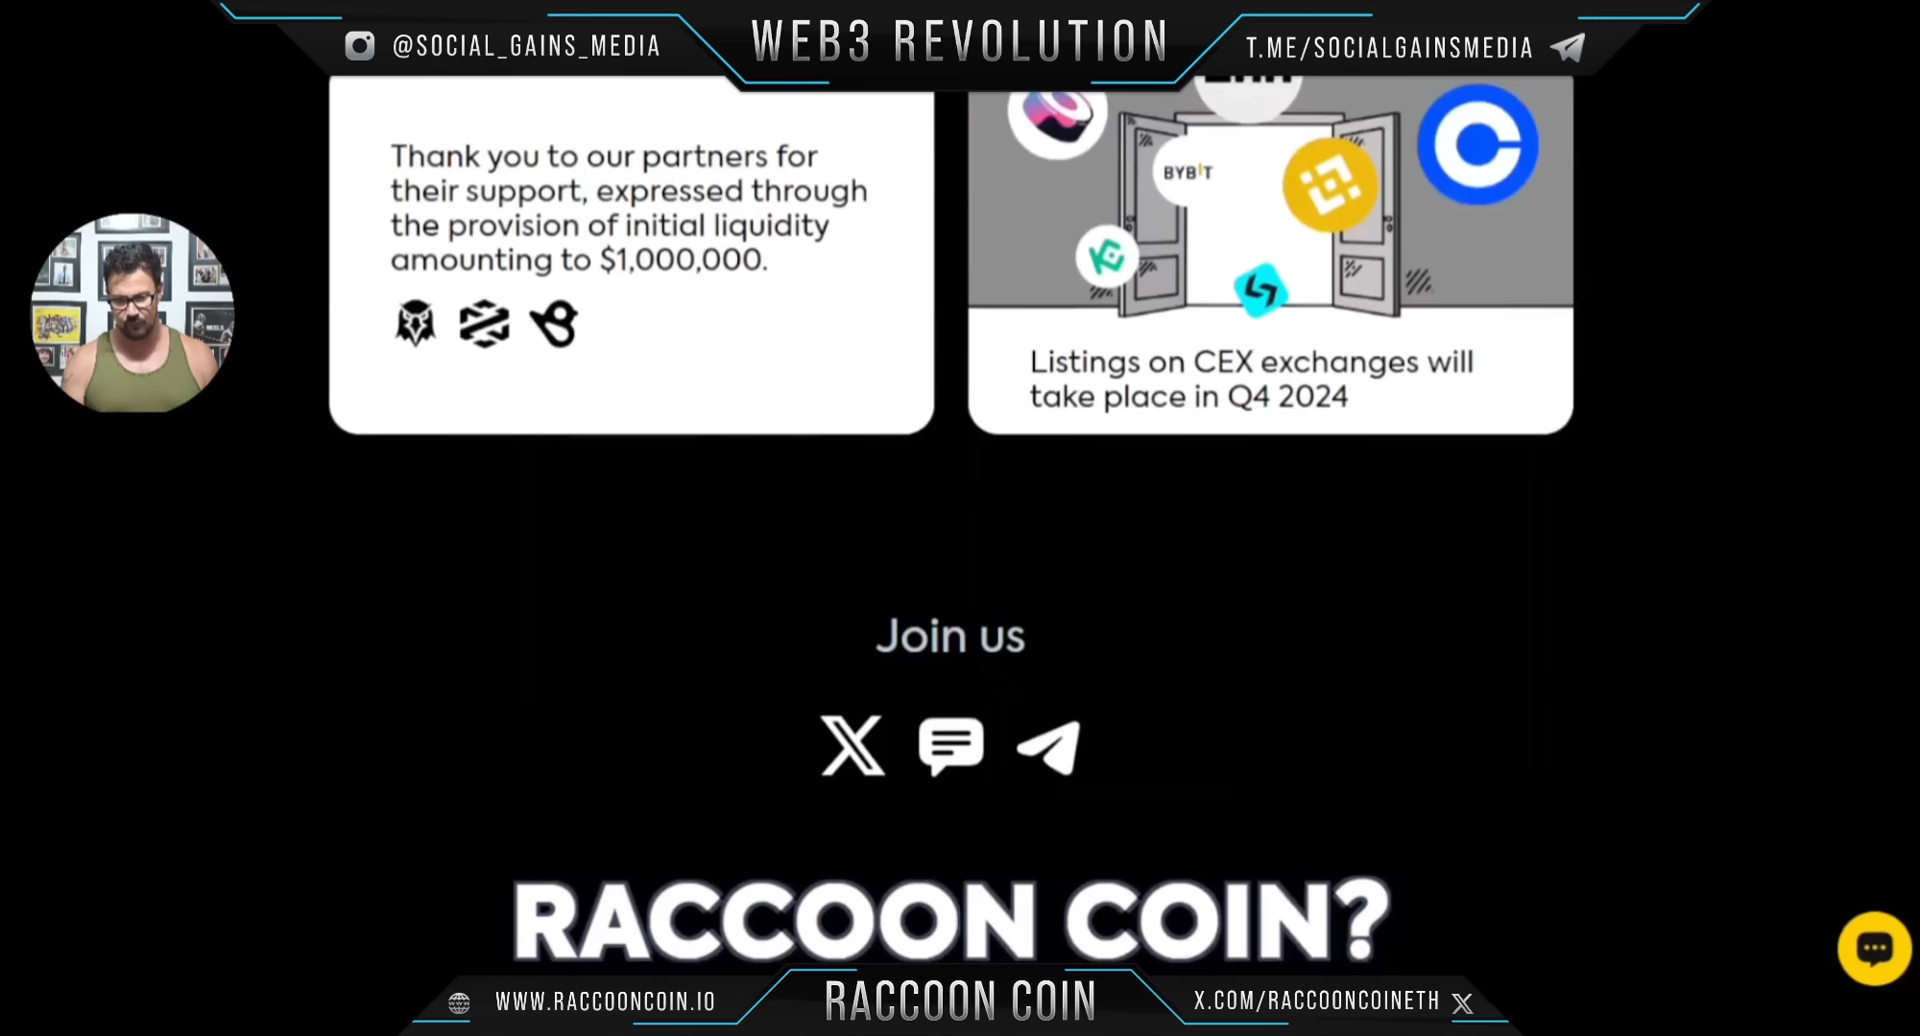 @SOCIAL_GAINS_MEDIA
WEB3 REVOLUTION
T.ME/SOCIALGAINSMEDIA
Thank you to our partners for
their support, expressed through
the provision of initial liquidity
amounting to $1,000,000.
BYBIT
Listings on CEX exchanges will
take place in Q4 2024
Join us
RACCOON COIN?
WWW.RACCOONCOIN.IO
RACCOON COIN
X.COM/RACCOONCOINETH